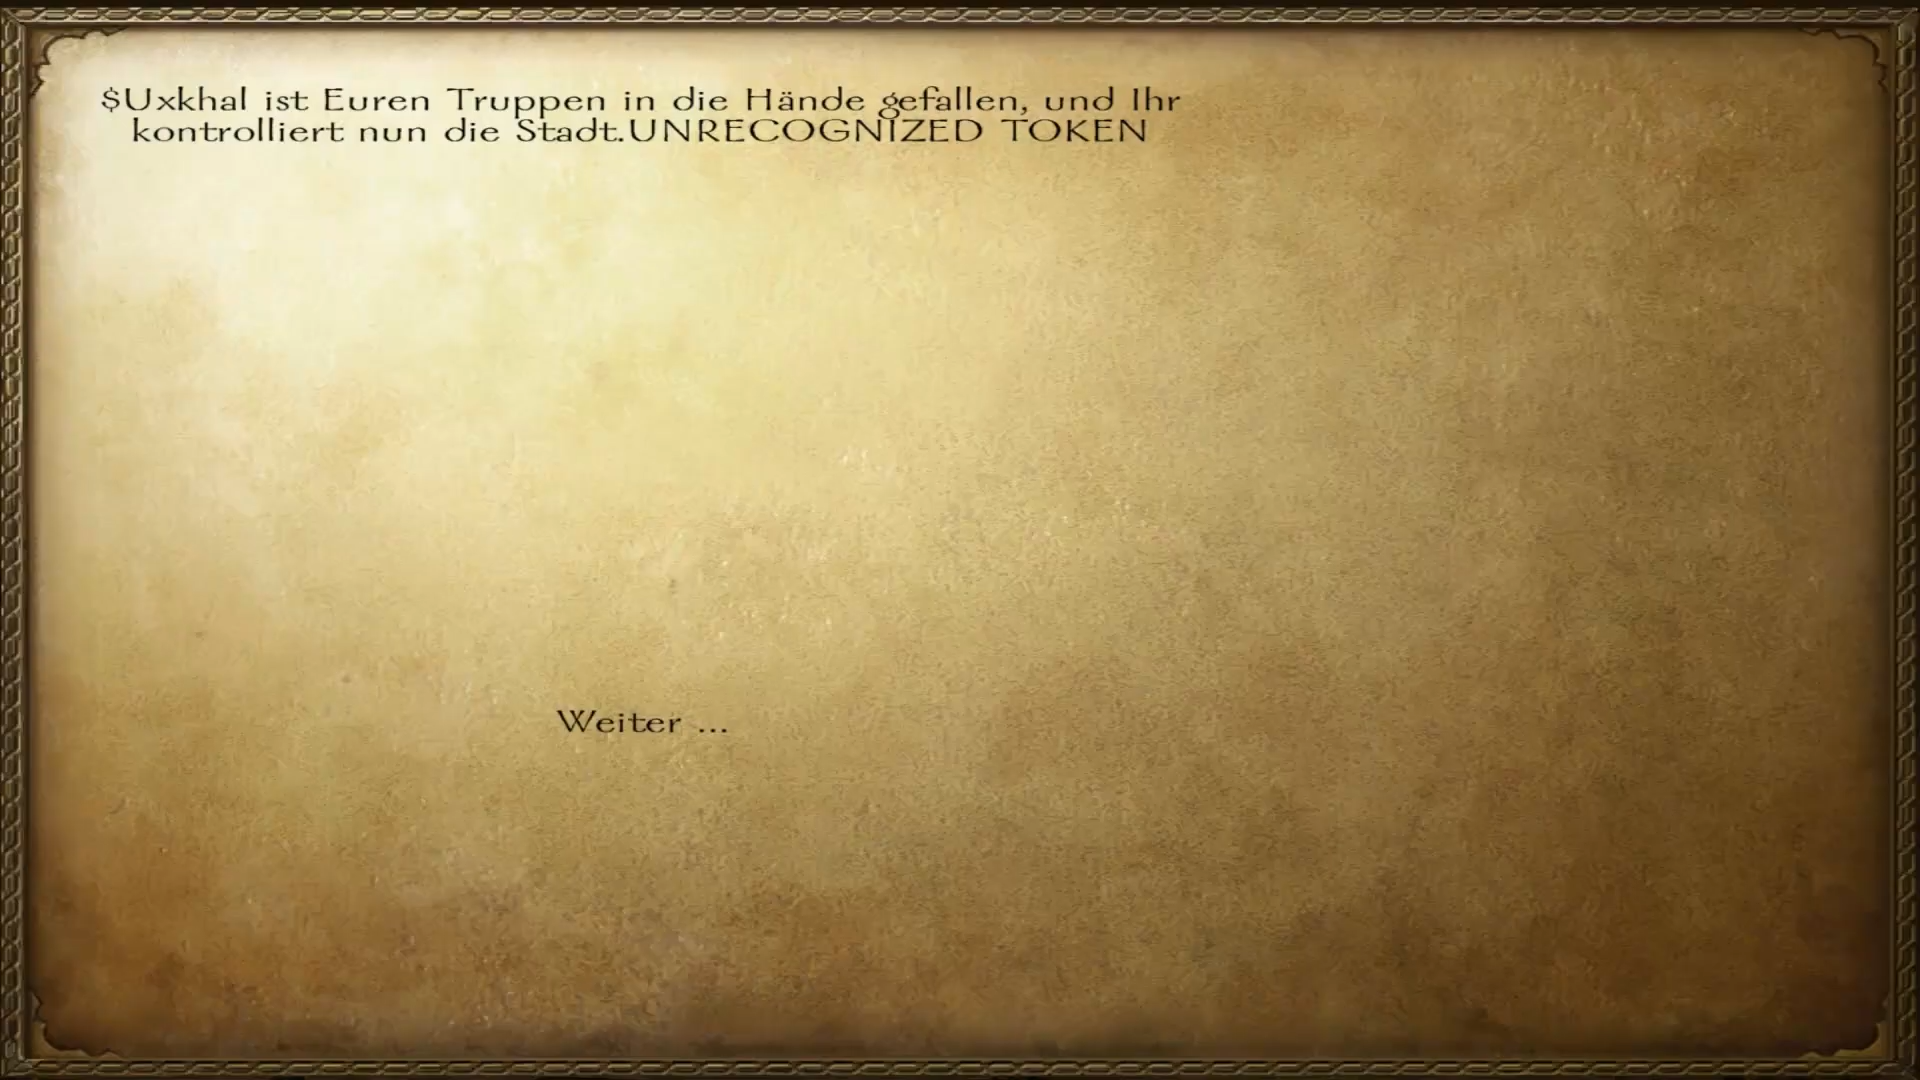 $Uxkhal ist Euren Truppen in die Hände gefallen, und Ihr
kontrolliert nun die Stadt.UNRECOGNIZED TOKEN
Weiter ...